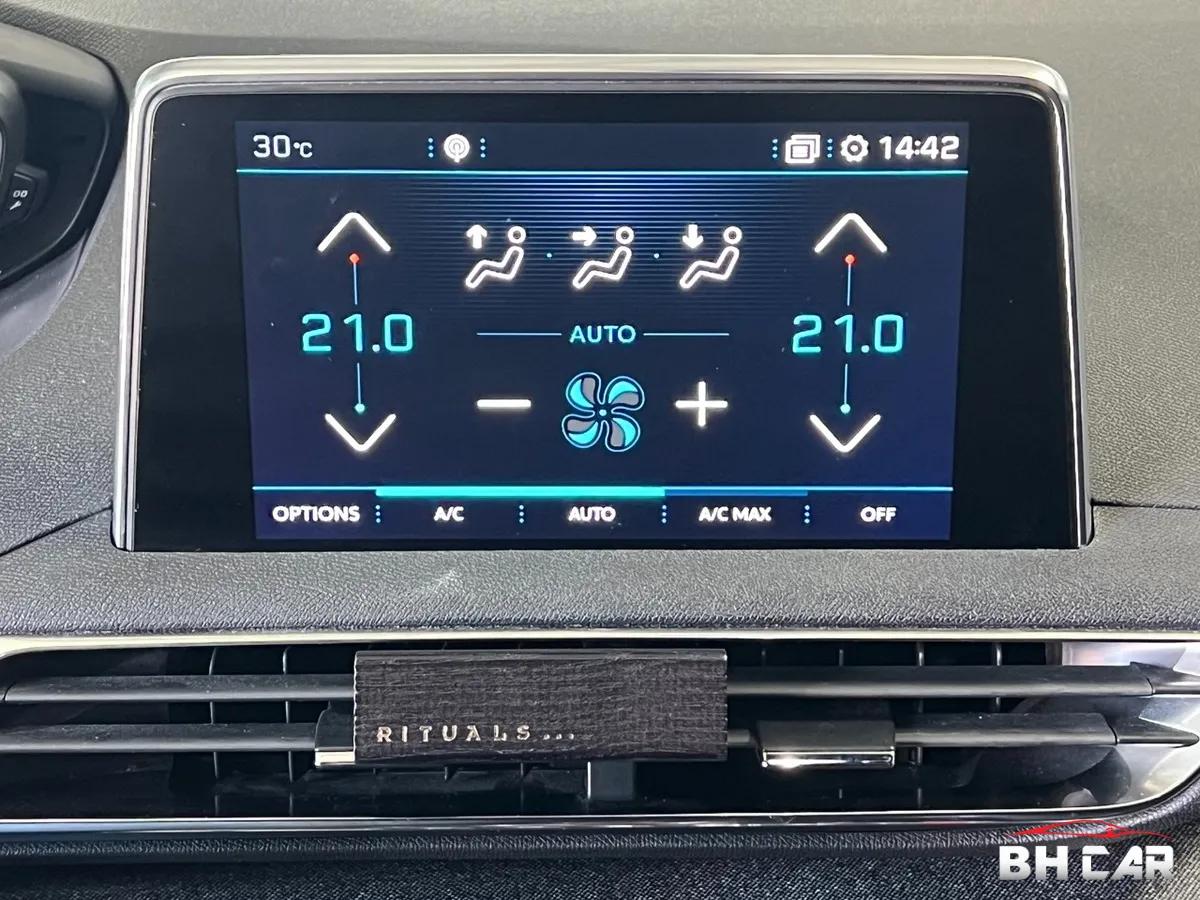 30°C 14:42
21.0 21.0
AUTO
OPTIONS A/C AUTO A/C MAX OFF
RITUALS...
BH CAR